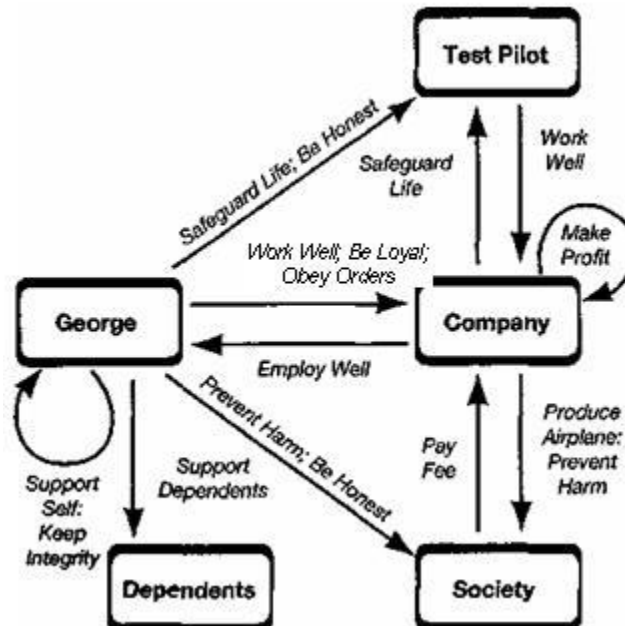 Test Pilot
Safeguard Life; Be Honest
Safeguard
Life
Work
Well
Make
Profit
Work Well; Be Loyal;
Obey Orders
George
Company
Employ Well
Prevent Harm; Be Honest
Pay
Fee
Produce
Airplane:
Prevent
Harm
Support
Self:
Keep
Integrity
Support
Dependents
Dependents
Society